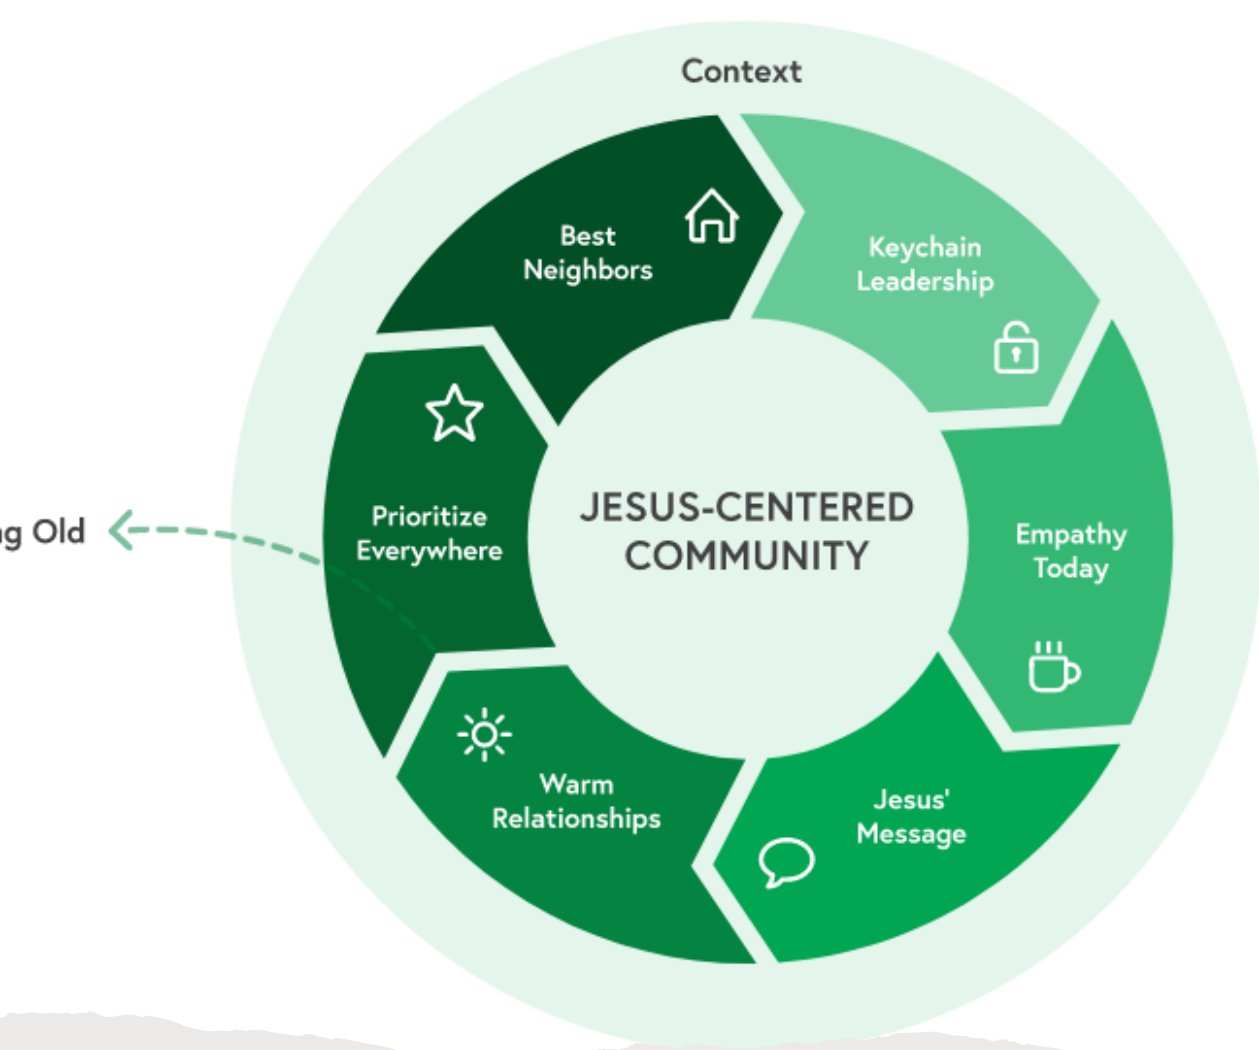 Context
Best
Neighbors
Keychain
Leadership
Prioritize
Everywhere
JESUS-CENTERED
COMMUNITY
Old
Empathy
Today
Warm
Relationships
Jesus'
Message